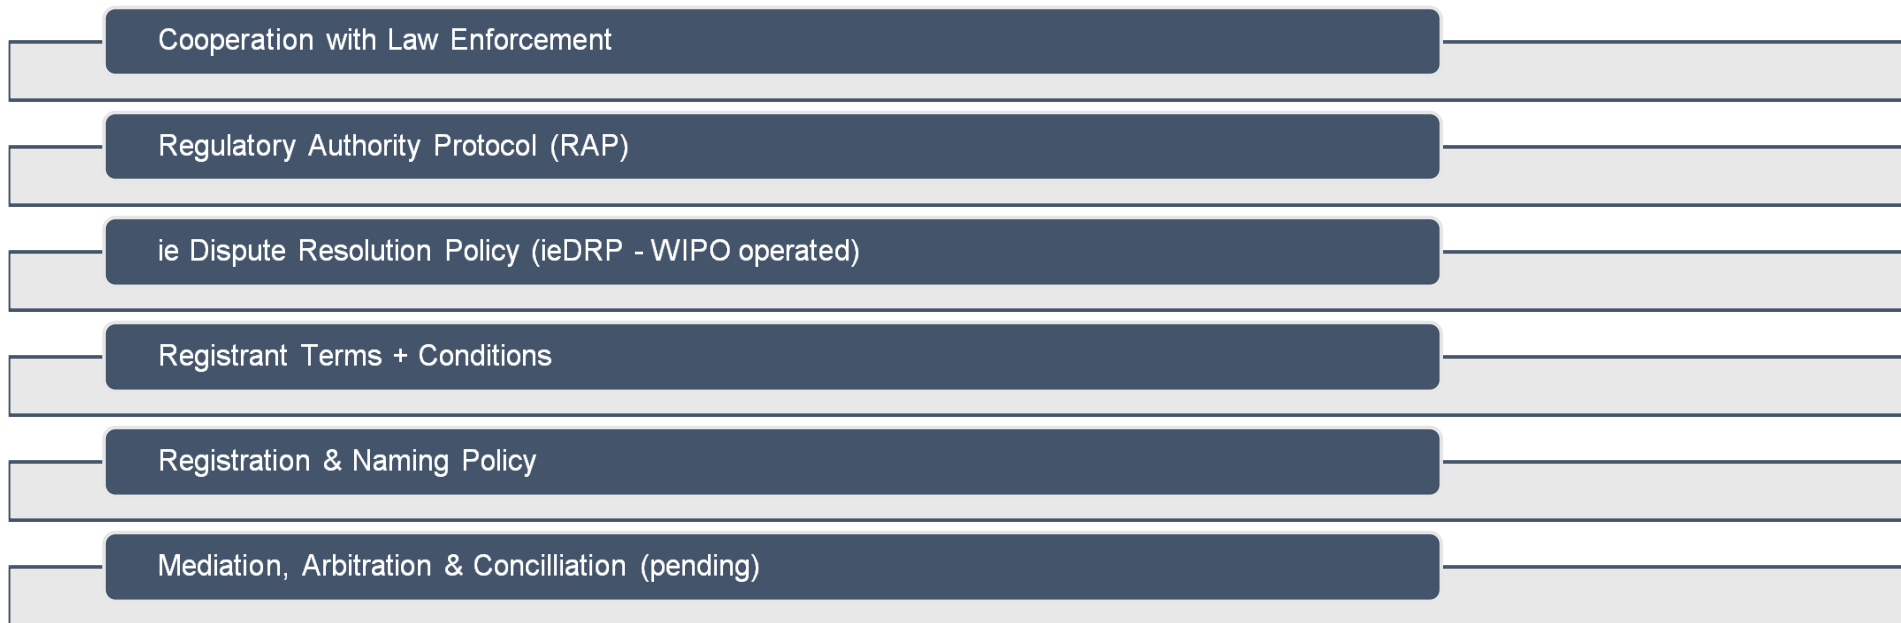 Cooperation with Law Enforcement
Regulatory Authority Protocol (RAP)
ie Dispute Resolution Policy (ieDRP - WIPO operated)
Registrant Terms + Conditions
Registration & Naming Policy
Mediation, Arbitration & Concilliation (pending)